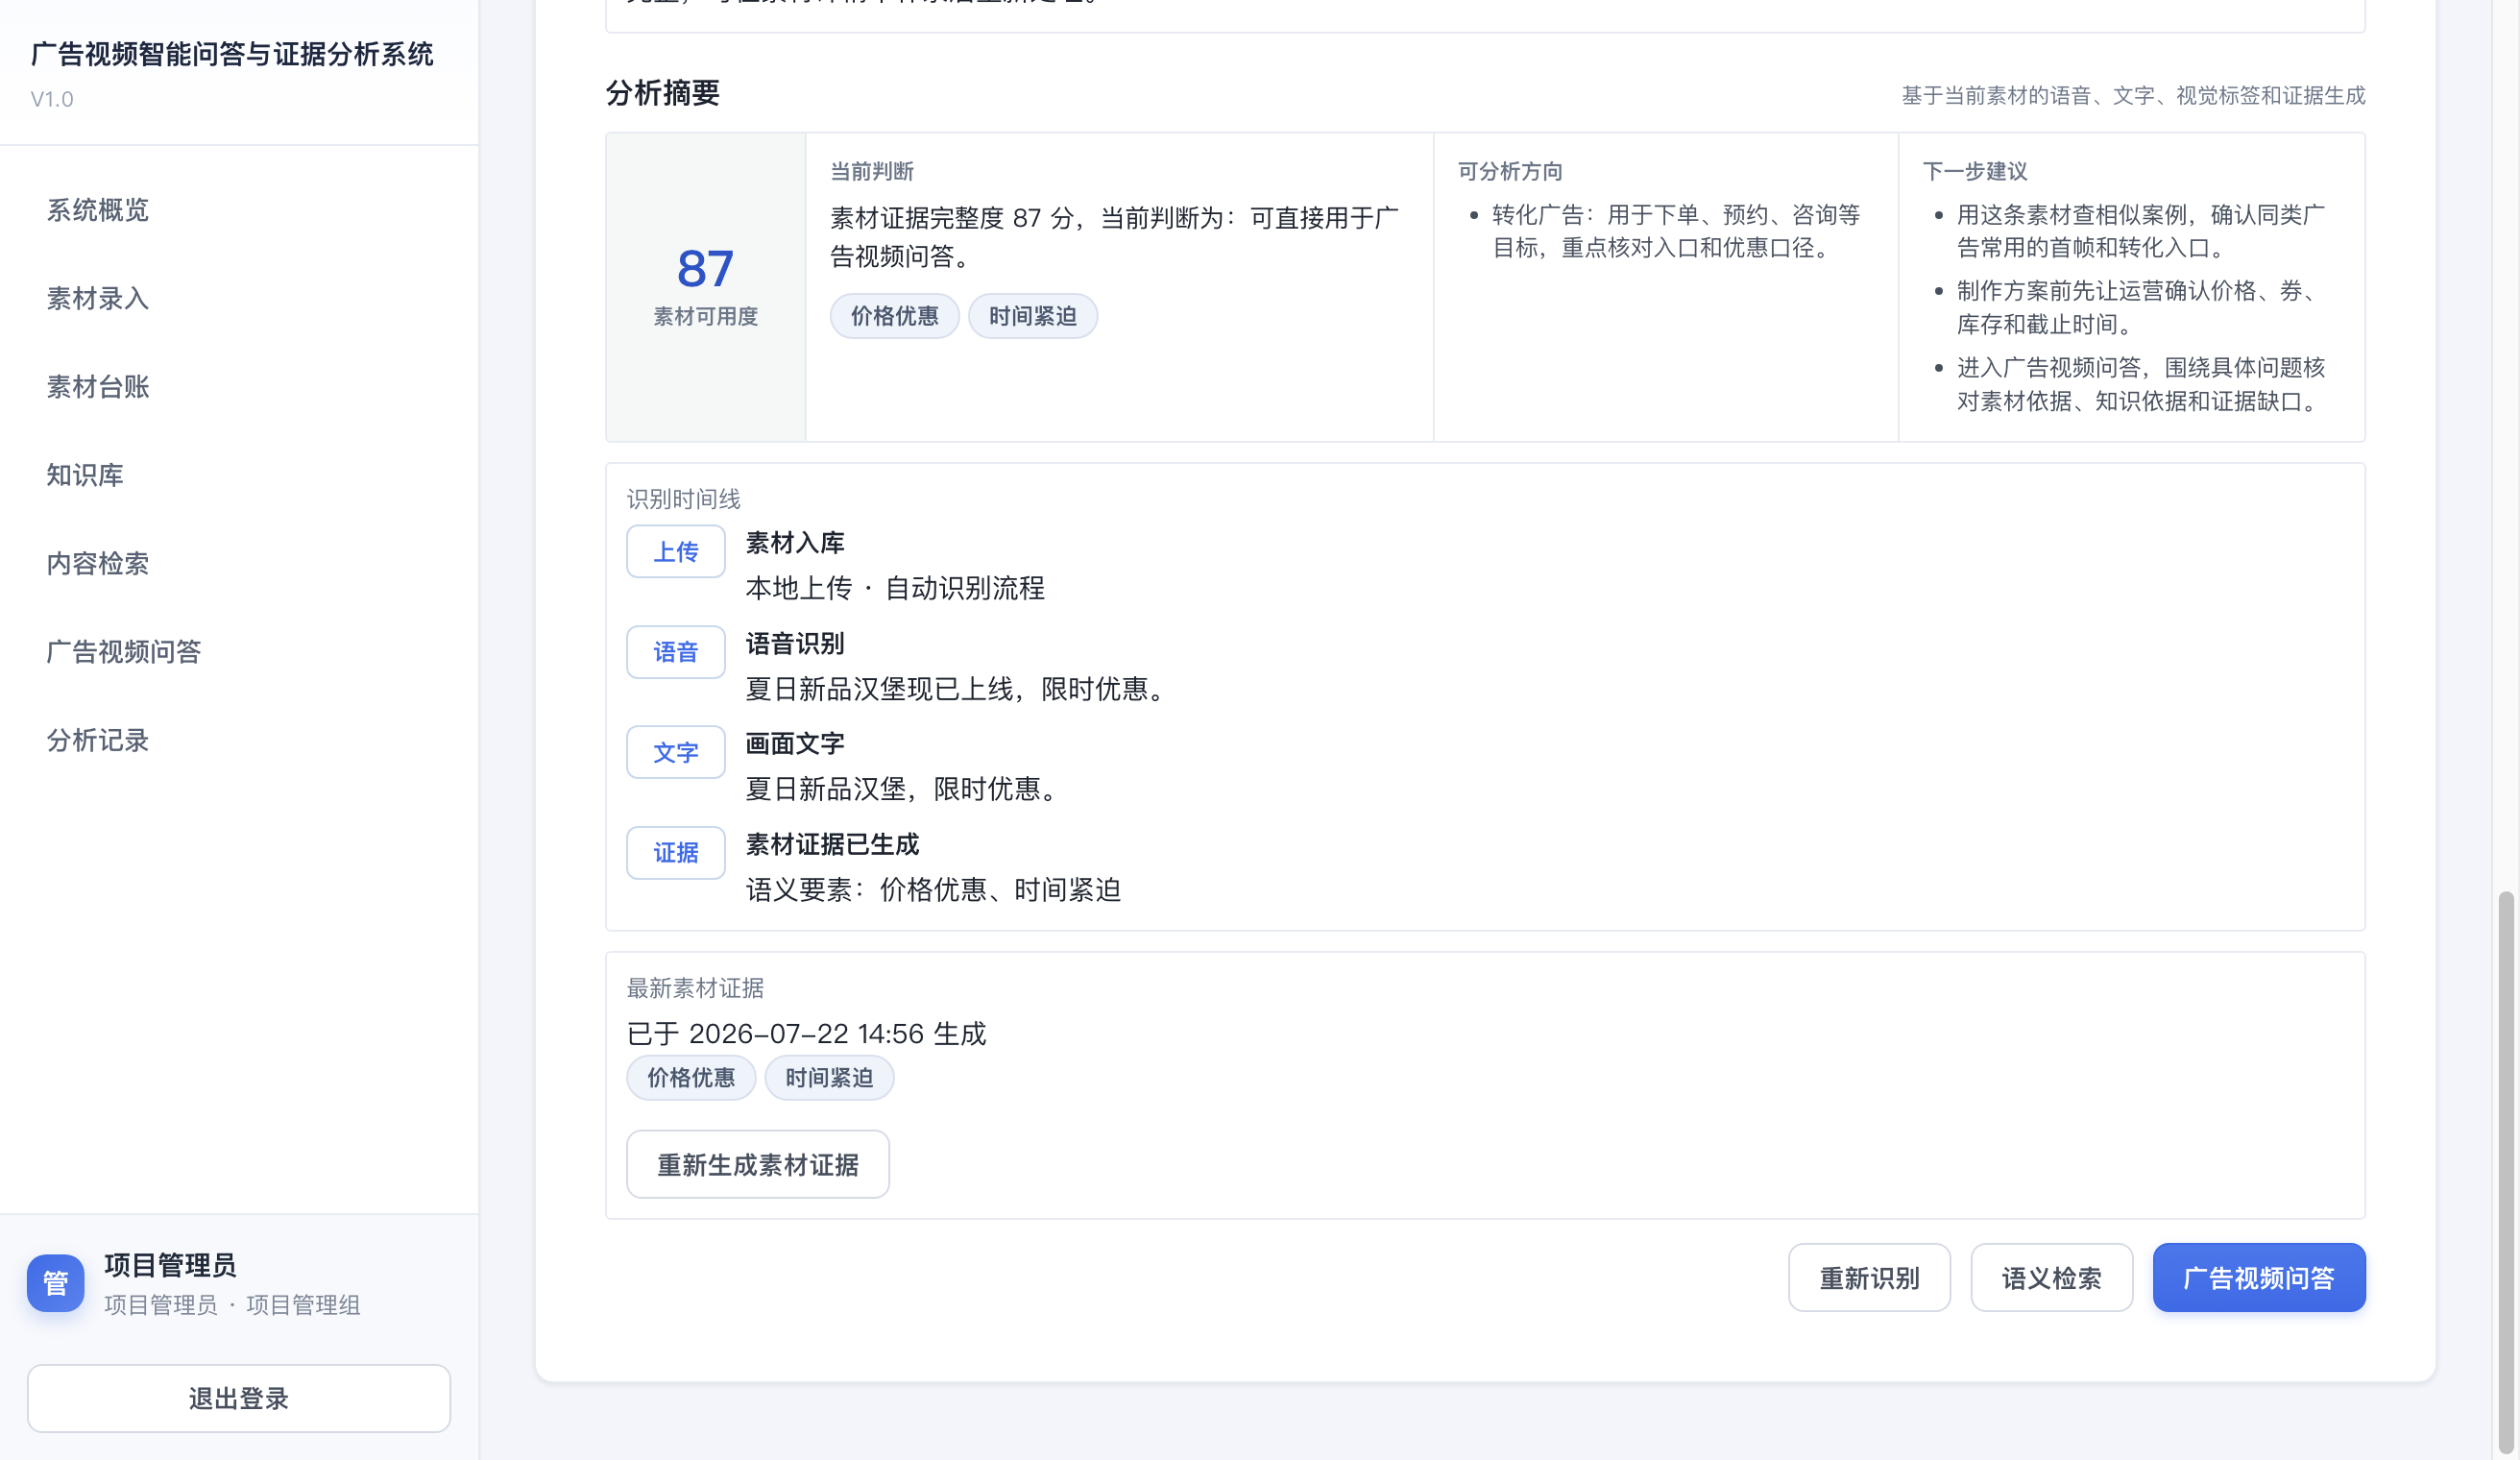 广告视频智能问答与证据分析系统
V1.0
系统概览
素材录入
素材台账
知识库
内容检索
广告视频问答
分析记录
管
项目管理员
项目管理员 · 项目管理组
退出登录
分析摘要
基于当前素材的语音、文字、视觉标签和证据生成
87
素材可用度
当前判断
素材证据完整度 87 分，当前判断为：可直接用于广
告视频问答。
价格优惠
时间紧迫
可分析方向
• 转化广告：用于下单、预约、咨询等
目标，重点核对入口和优惠口径。
下一步建议
• 用这条素材查相似案例，确认同类广
告常用的首帧和转化入口。
• 制作方案前先让运营确认价格、券、
库存和截止时间。
• 进入广告视频问答，围绕具体问题核
对素材依据、知识依据和证据缺口。
识别时间线
上传
素材入库
本地上传 · 自动识别流程
语音
语音识别
夏日新品汉堡现已上线，限时优惠。
文字
画面文字
夏日新品汉堡，限时优惠。
证据
素材证据已生成
语义要素：价格优惠、时间紧迫
最新素材证据
已于 2026-07-22 14:56 生成
价格优惠
时间紧迫
重新生成素材证据
重新识别
语义检索
广告视频问答